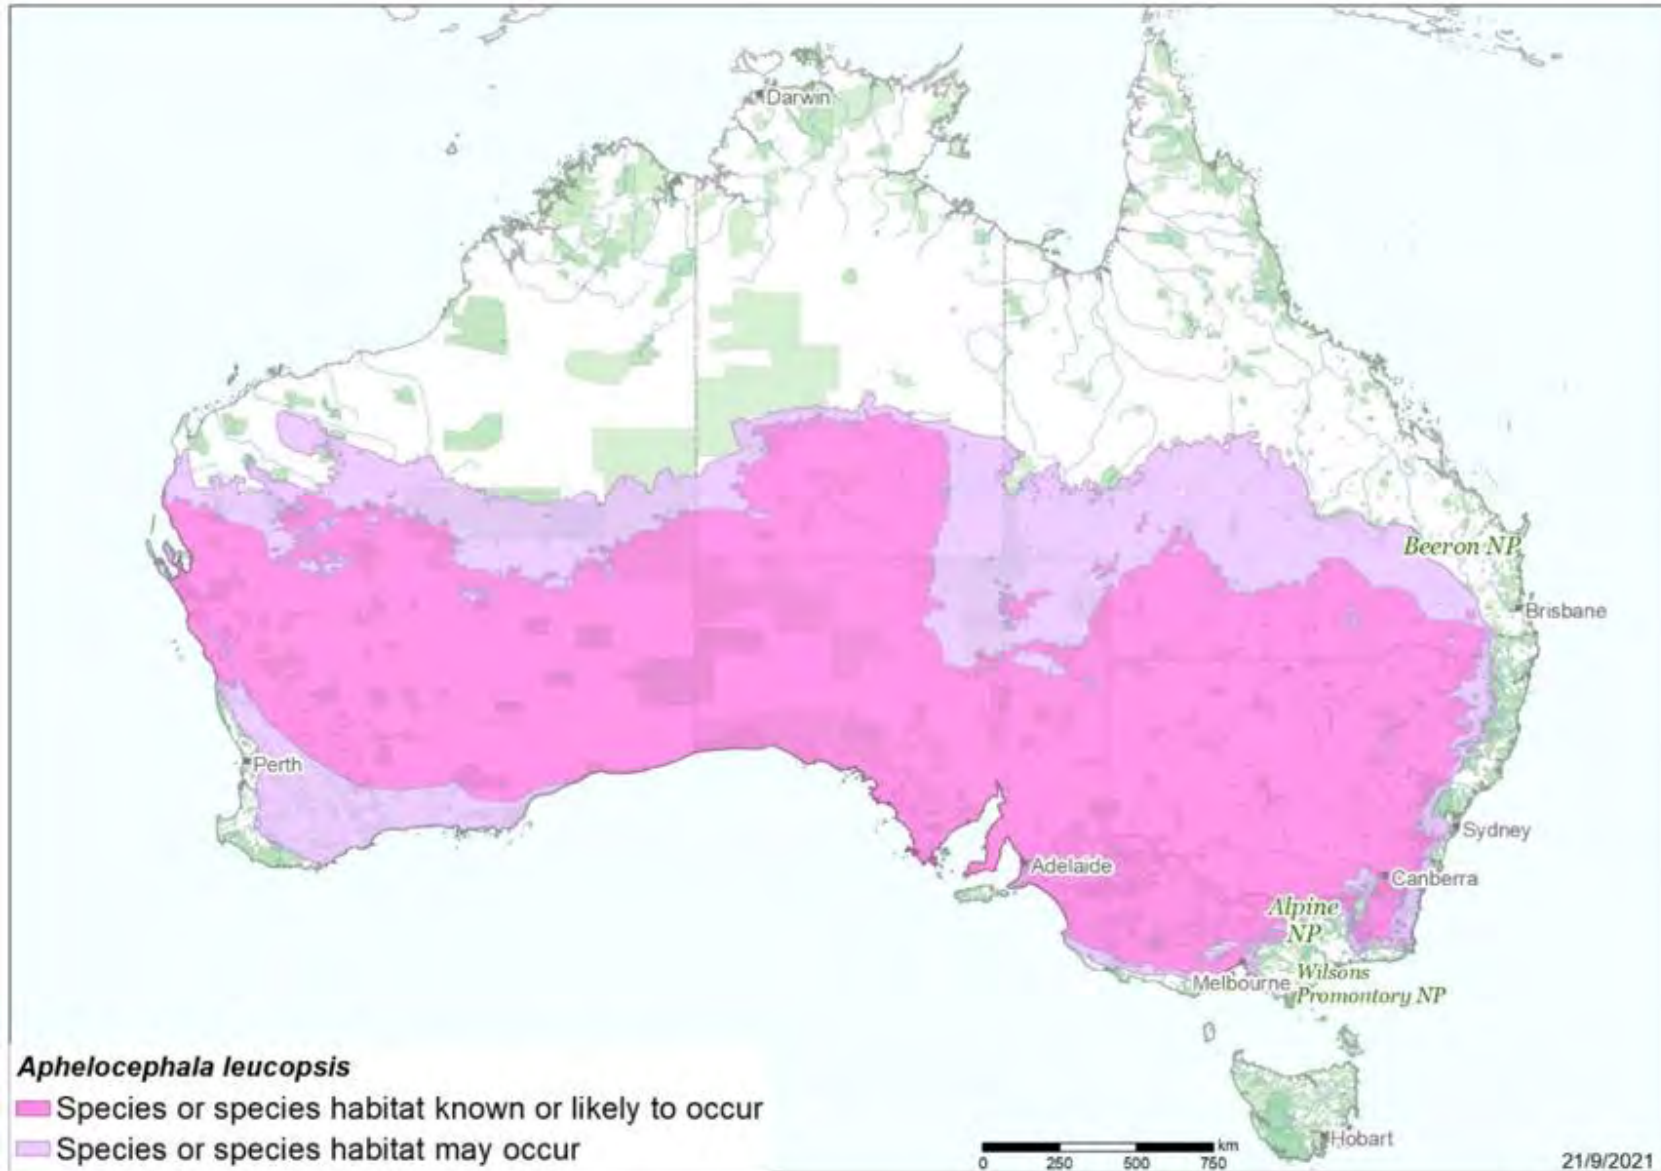 Darwin
Beeron NP
Brisbane
Perth
Sydney
Adelaide
Canberra
Alpine
NP
Melbourne
Wilsons
Promontory NP
Aphelocephala leucopsis
Species or species habitat known or likely to occur
Species or species habitat may occur
km
0 250 500 750
Hobart
21/9/2021